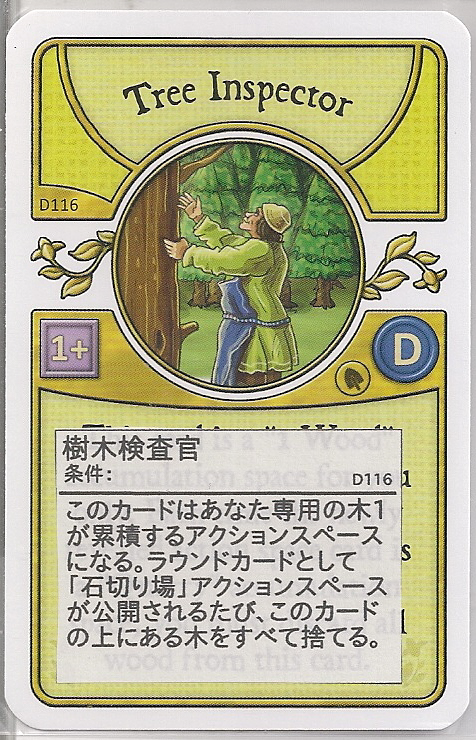 Tree Inspector
D116
1+
D
is a "1 Wood"
樹木検査官
条件:
D116
このカードはあなた専用の木1
が累積するアクションスペース
になる。ラウンドカードとして
「石切り場」アクションスペース
が公開されるたび、このカード
の上にある木をすべて捨てる。
wood from this card.